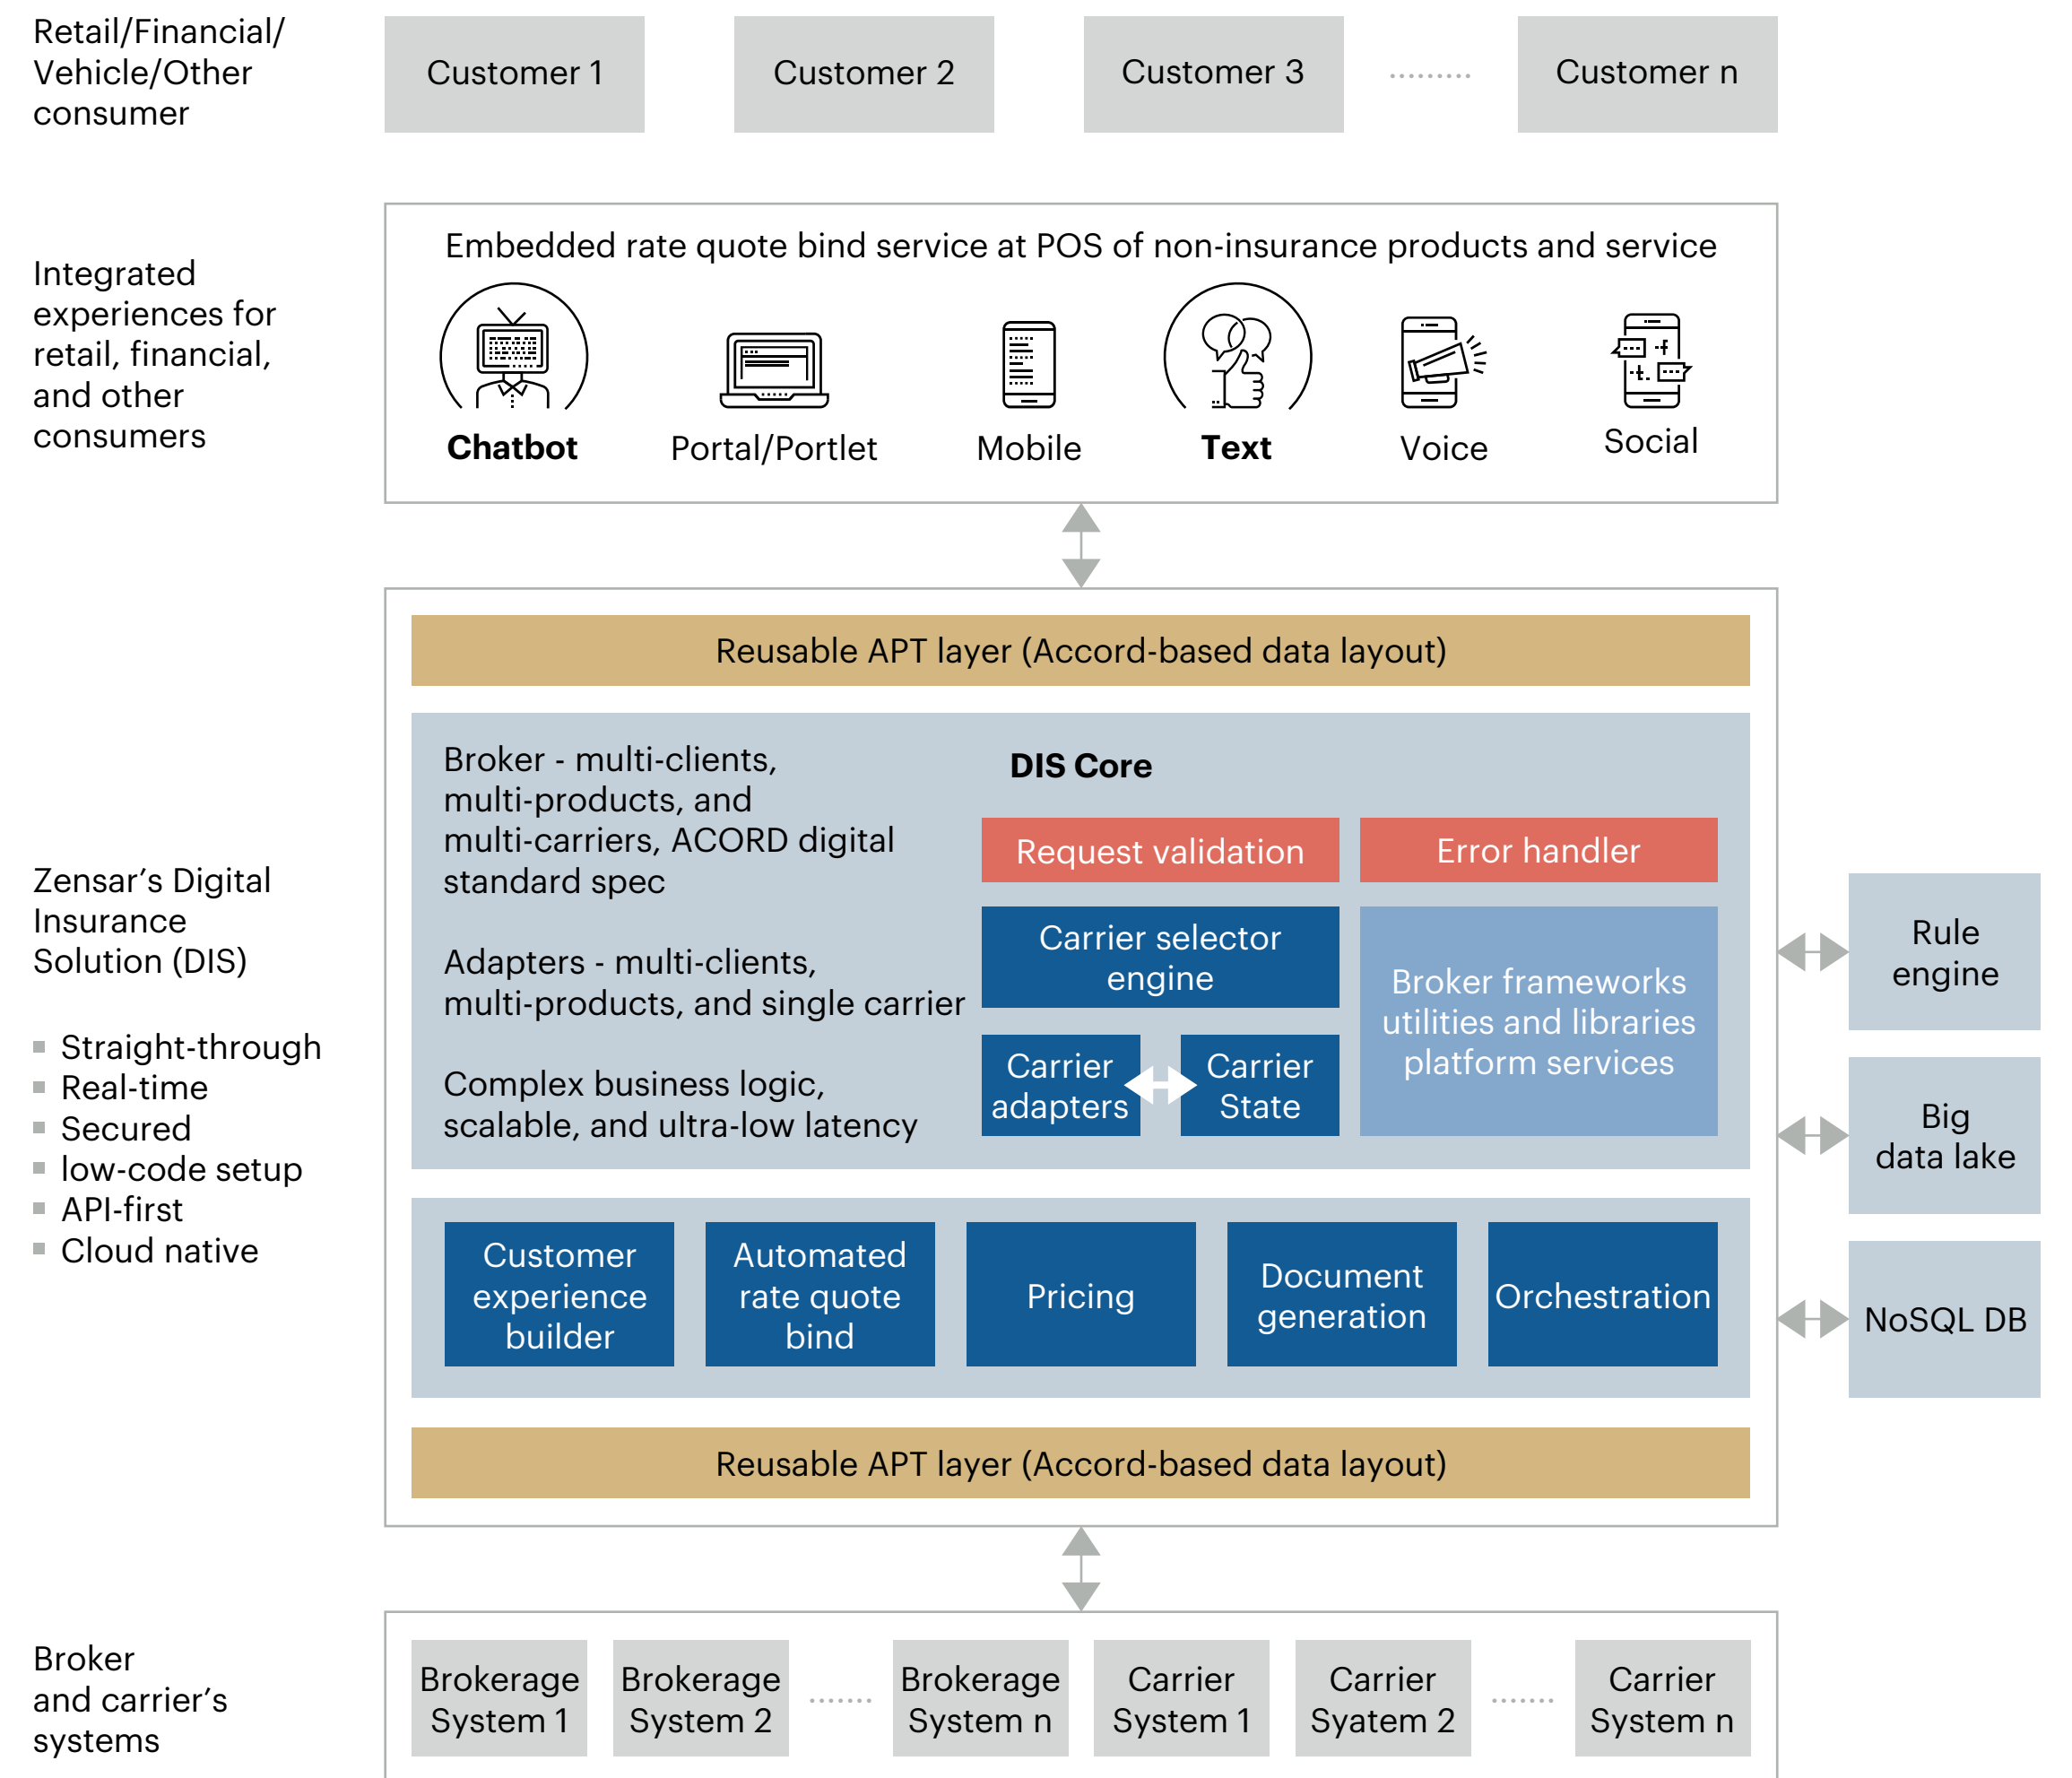 Retail/Financial/
Vehicle/Other
consumer
Customer 1
Customer 2
Customer 3
.........
Customer n
Integrated
experiences for
retail, financial,
and other
consumers
Embedded rate quote bind service at POS of non-insurance products and service
Chatbot
Portal/Portlet
Mobile
Text
Voice
Social
Zensar’s Digital
Insurance
Solution (DIS)
Straight-through
Real-time
Secured
low-code setup
API-first
Cloud native
Reusable APT layer (Accord-based data layout)
Broker - multi-clients,
multi-products, and
multi-carriers, ACORD digital
standard spec
Adapters - multi-clients,
multi-products, and single carrier
Complex business logic,
scalable, and ultra-low latency
DIS Core
Request validation
Error handler
Carrier selector
engine
Broker frameworks
utilities and libraries
platform services
Carrier
adapters
Carrier
State
Customer
experience
builder
Automated
rate quote
bind
Pricing
Document
generation
Orchestration
Reusable APT layer (Accord-based data layout)
Rule
engine
Big
data lake
NoSQL DB
Broker
and carrier’s
systems
Brokerage
System 1
Brokerage
System 2
.......
Brokerage
System n
Carrier
System 1
Carrier
Syatem 2
.......
Carrier
System n